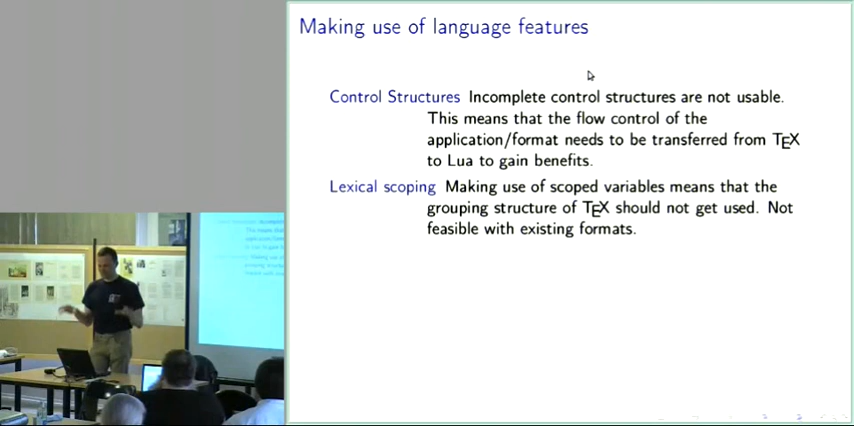 Making use of language features
Control Structures Incomplete control structures are not usable.
This means that the flow control of the
application/format needs to be transferred from TEX
to Lua to gain benefits.
Lexical scoping Making use of scoped variables means that the
grouping structure of TEX should not get used. Not
feasible with existing formats.